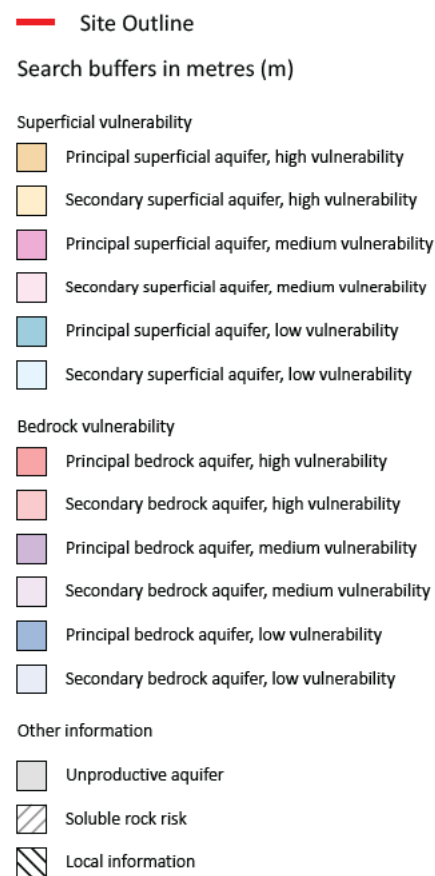 Site Outline
Search buffers in metres (m)
Superficial vulnerability
Principal superficial aquifer, high vulnerability
Secondary superficial aquifer, high vulnerability
Principal superficial aquifer, medium vulnerability
Secondary superficial aquifer, medium vulnerability
Principal superficial aquifer, low vulnerability
Secondary superficial aquifer, low vulnerability
Bedrock vulnerability
Principal bedrock aquifer, high vulnerability
Secondary bedrock aquifer, high vulnerability
Principal bedrock aquifer, medium vulnerability
Secondary bedrock aquifer, medium vulnerability
Principal bedrock aquifer, low vulnerability
Secondary bedrock aquifer, low vulnerability
Other information
Unproductive aquifer
Soluble rock risk
Local information